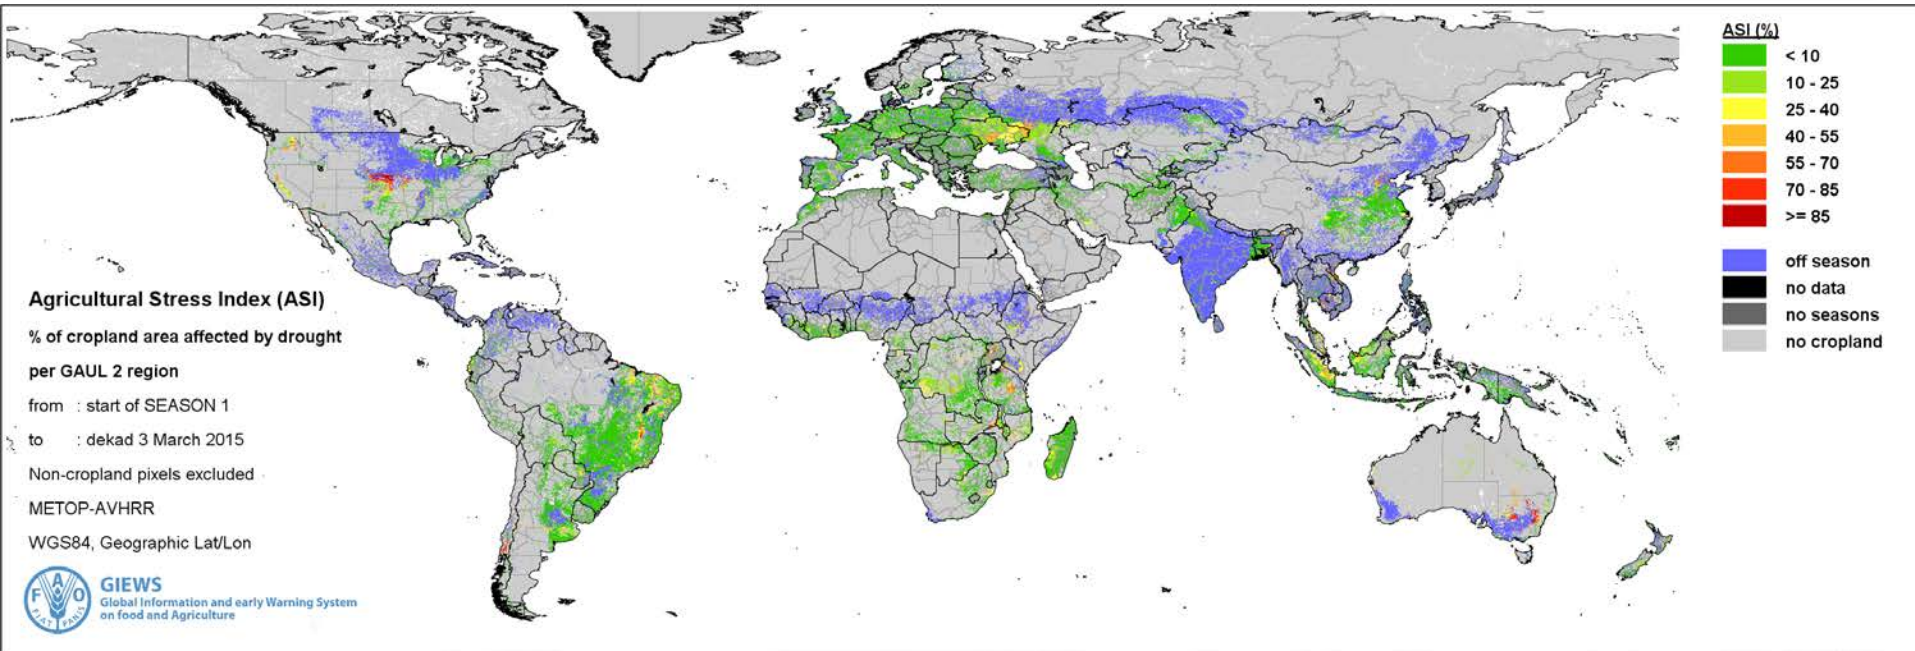 ASI (%)
< 10
10 - 25
25 - 40
40 - 55
55 - 70
70 - 85
>= 85
off season
no data
no seasons
no cropland
Agricultural Stress Index (ASI)
% of cropland area affected by drought
per GAUL 2 region
from : start of SEASON 1
to : dekad 3 March 2015
Non-cropland pixels excluded
METOP-AVHRR
WGS84, Geographic Lat/Lon
F A O
FIAT PANIS
GIEWS
Global Information and early Warning System
on food and Agriculture